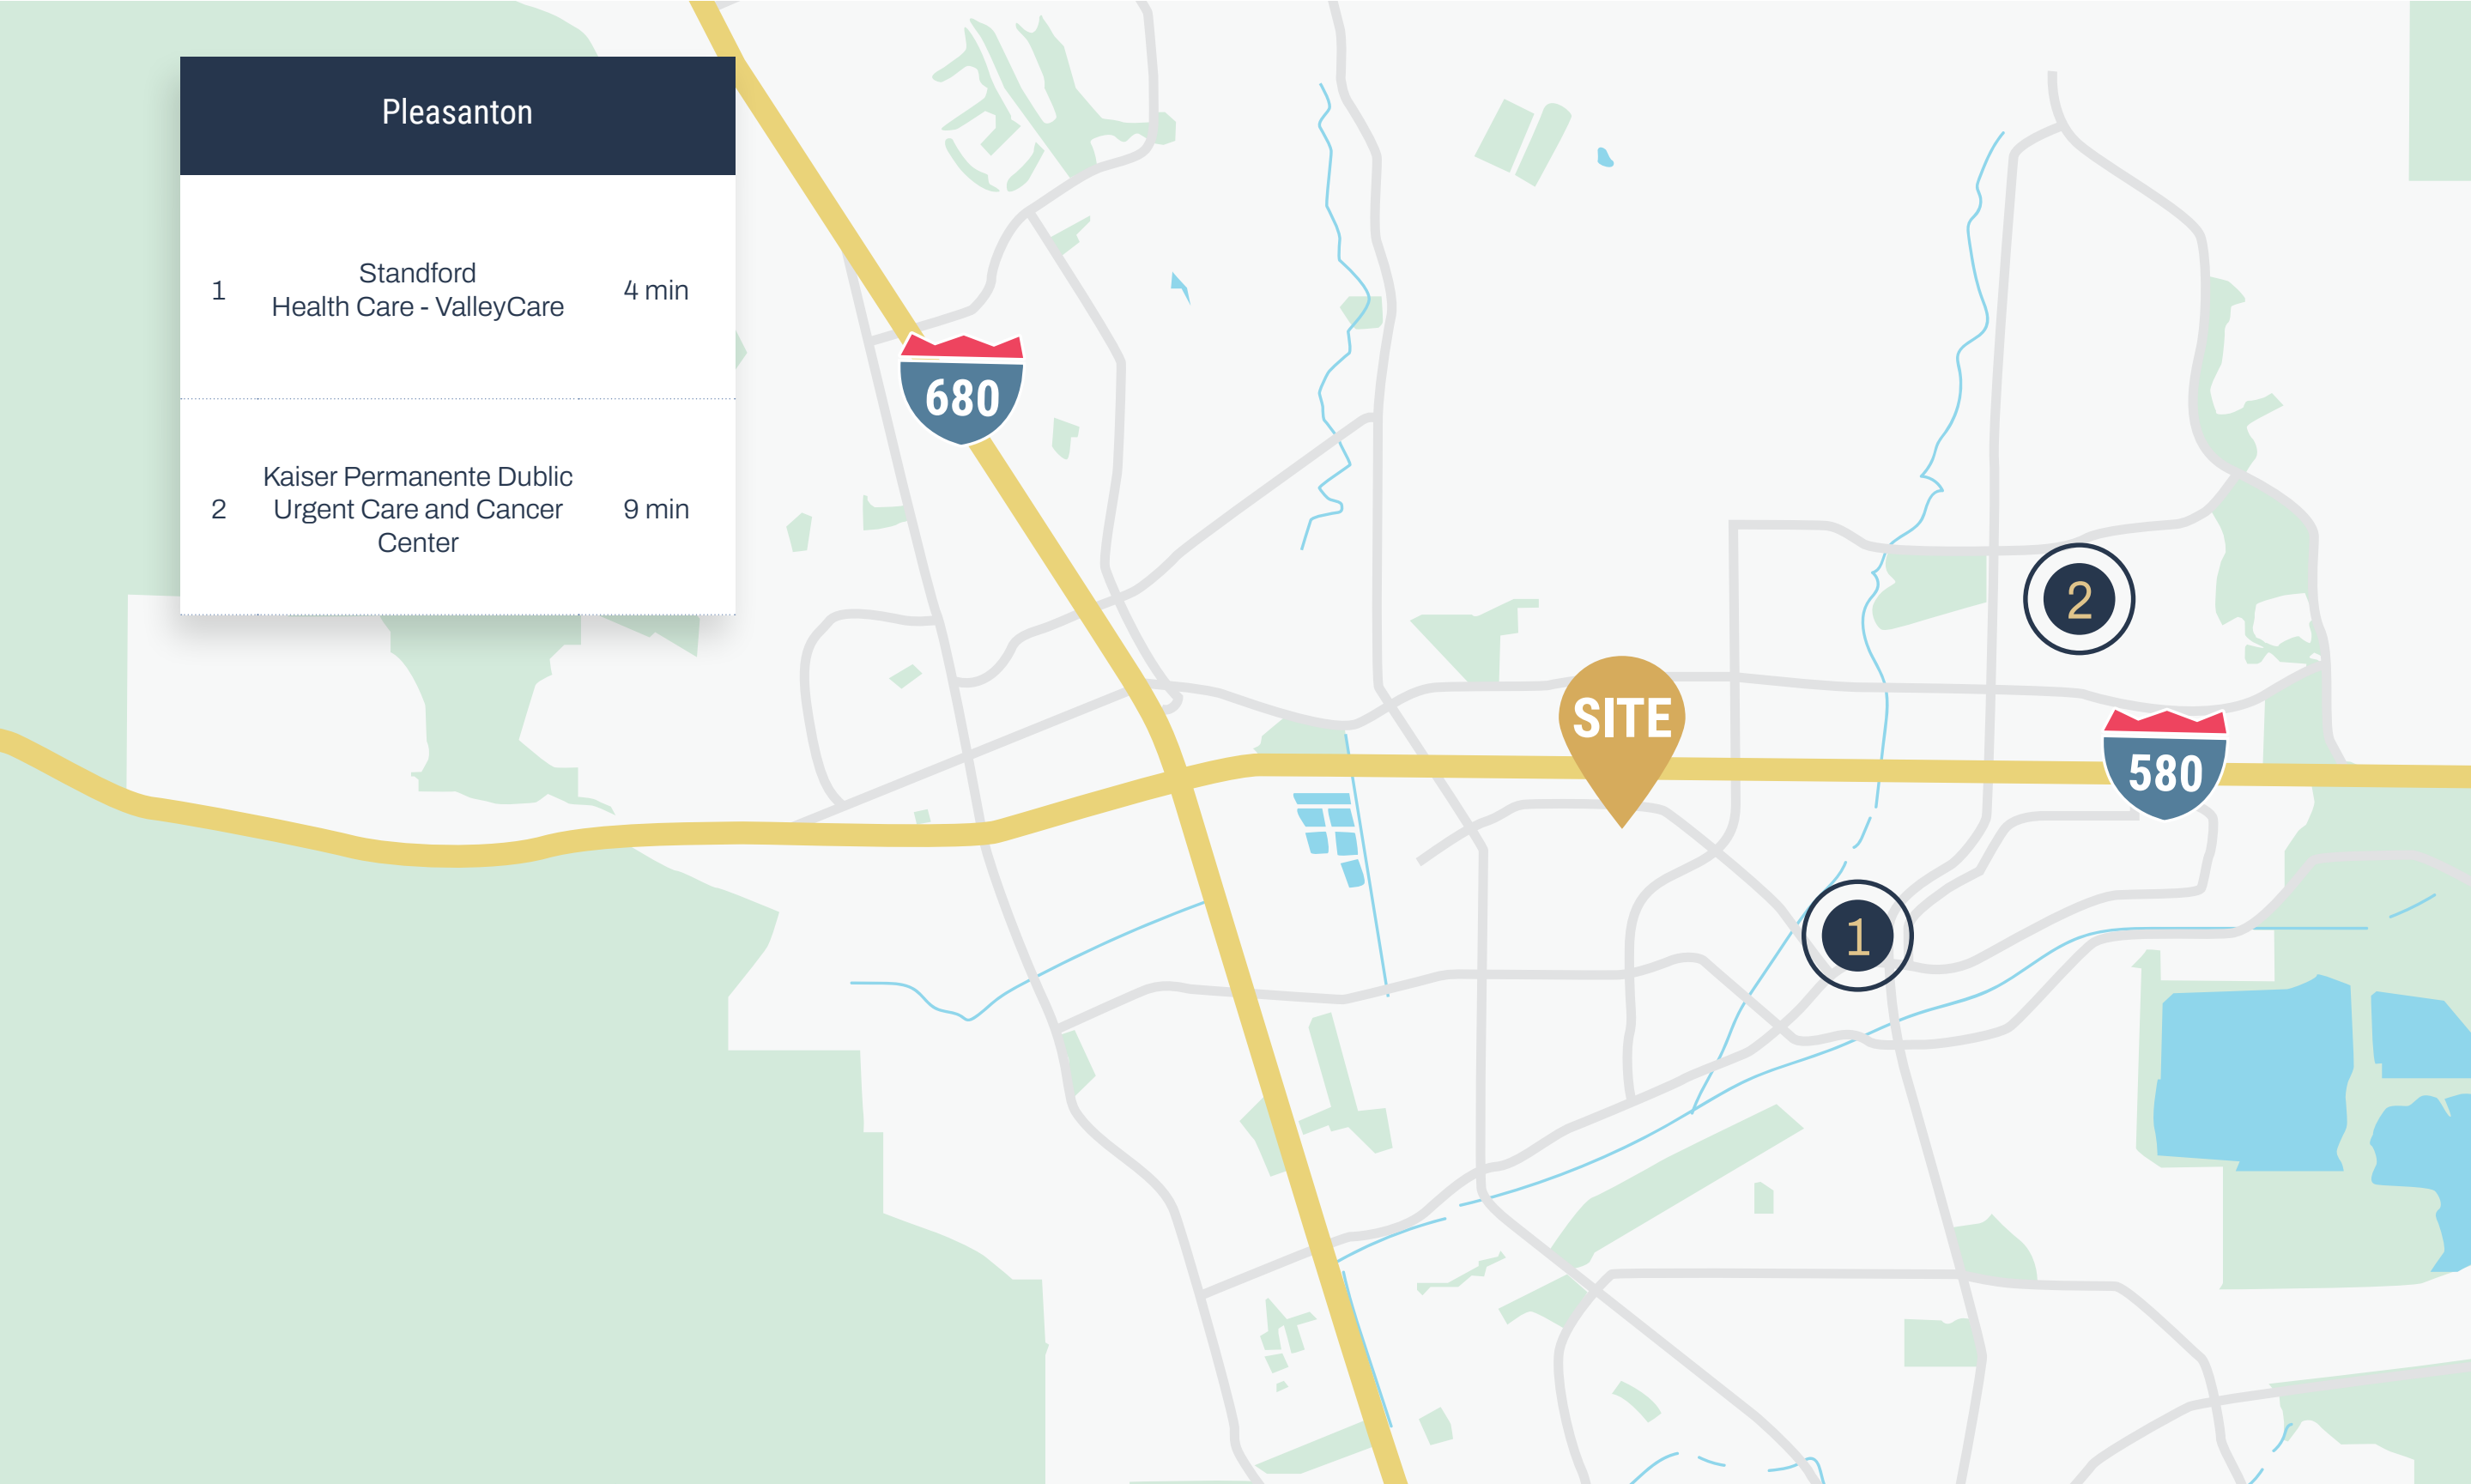 Pleasanton
1
Standford
Health Care - ValleyCare
4 min
2
Kaiser Permanente Dublic
Urgent Care and Cancer
Center
9 min
680
2
SITE
580
1